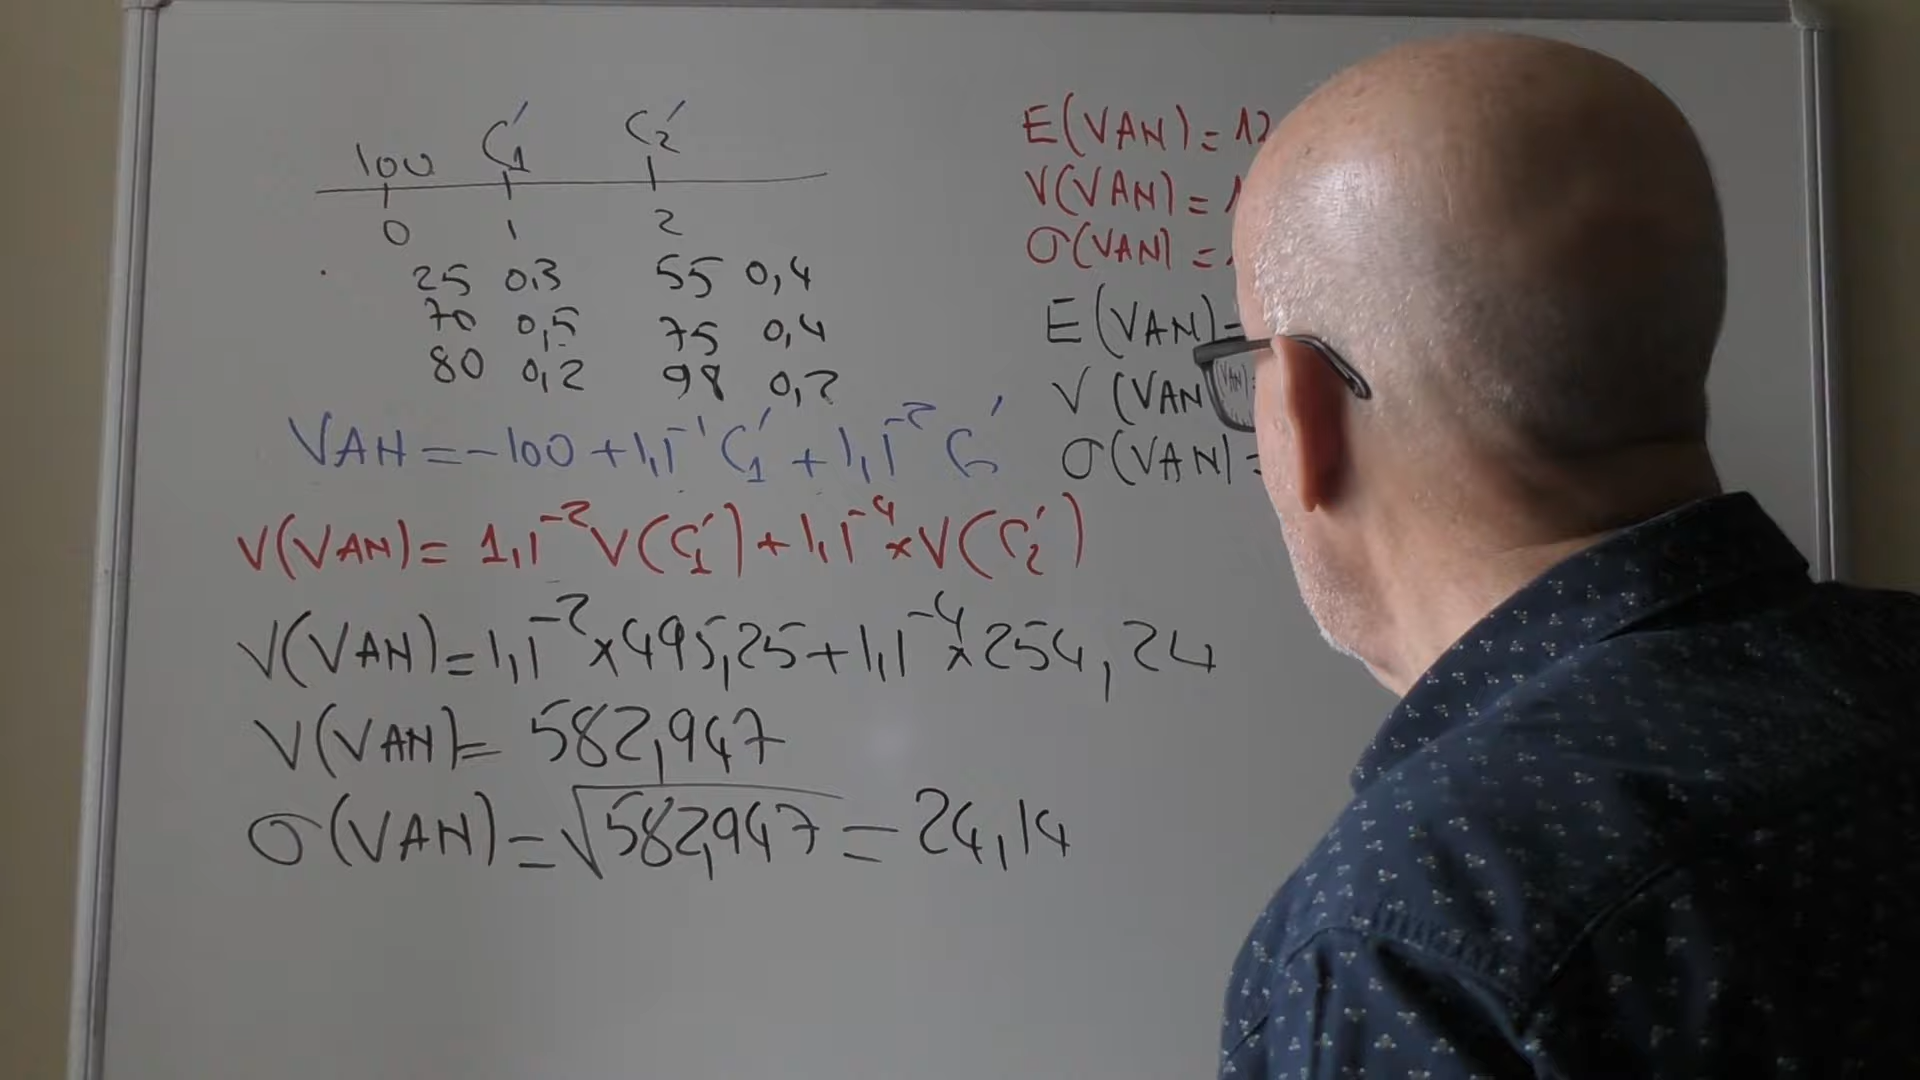 100 C₁′ C₂′
0 1 2
25 0,3 55 0,4
70 0,5 75 0,4
80 0,2 98 0,2
VAN = -100 + 1,1⁻¹ C₁′ + 1,1⁻² C₂′
V(VAN) = 1,1⁻² V(C₁′) + 1,1⁻⁴ × V(C₂′)
V(VAN) = 1,1⁻² × 495,25 + 1,1⁻⁴ × 254,24
V(VAN) = 582,947
σ(VAN) = √582,947 = 24,14
E(VAN) = 12
V(VAN) = 1
σ(VAN) =
E(VAN) =
V(VAN) =
σ(VAN) =